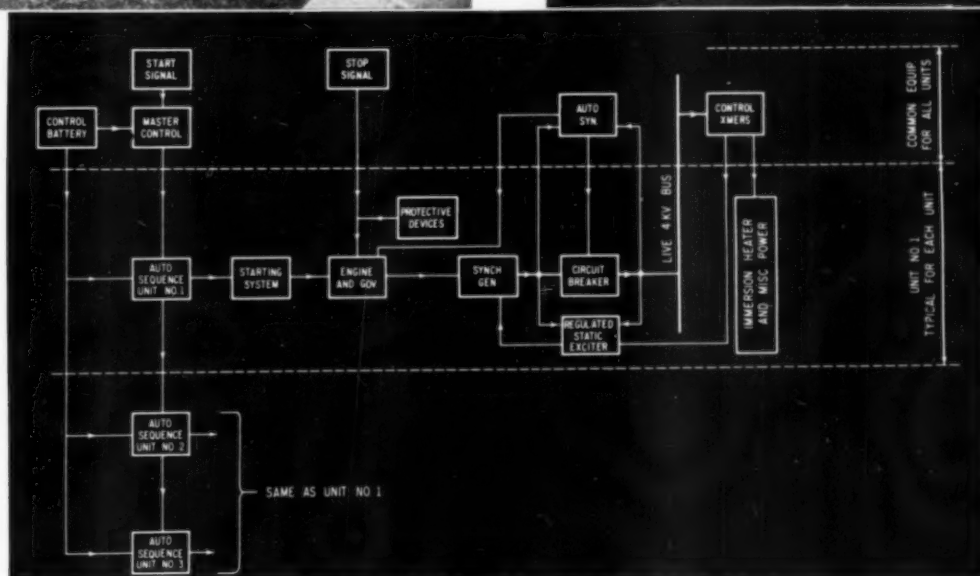 START
SIGNAL
STOP
SIGNAL
CONTROL
BATTERY
MASTER
CONTROL
AUTO
SYN
CONTROL
XMERS
COMMON EQUIP
FOR ALL UNITS
PROTECTIVE
DEVICES
LIVE 4 KV BUS
AUTO
SEQUENCE
UNIT NO.1
STARTING
SYSTEM
ENGINE
AND GOV
SYNCH
GEN
CIRCUIT
BREAKER
REGULATED
STATIC
EXCITER
IMMERSION HEATER
AND MISC POWER
UNIT NO.1
TYPICAL FOR EACH UNIT
AUTO
SEQUENCE
UNIT NO 2
SAME AS UNIT NO 1
AUTO
SEQUENCE
UNIT NO 3